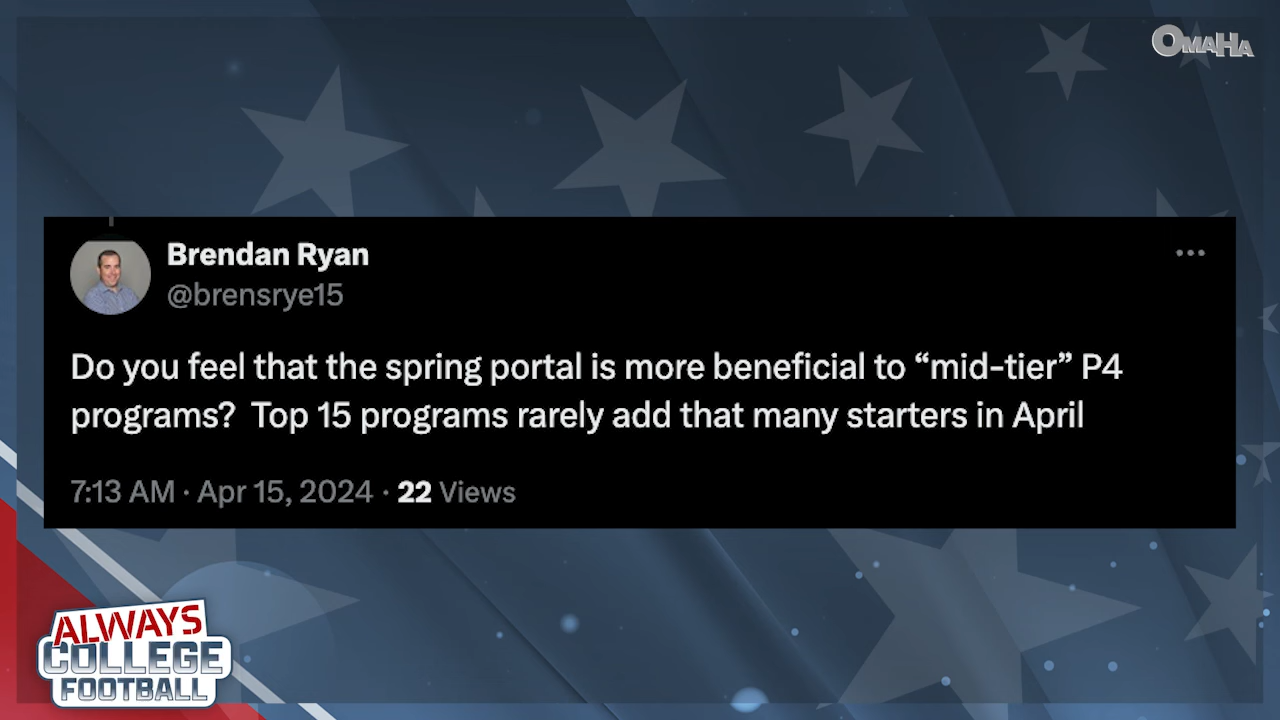 OMAHA
Brendan Ryan
@brensrye15
Do you feel that the spring portal is more beneficial to “mid-tier” P4
programs?  Top 15 programs rarely add that many starters in April
7:13 AM · Apr 15, 2024 · 22 Views
ALWAYS
COLLEGE
FOOTBALL